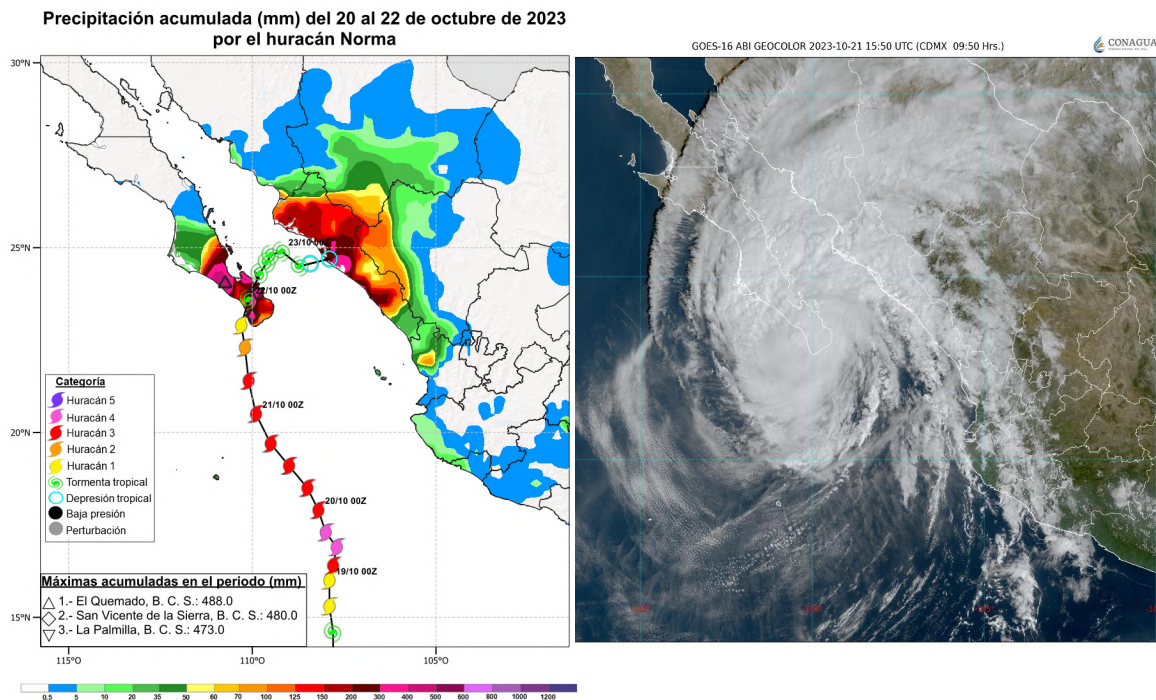 Precipitación acumulada (mm) del 20 al 22 de octubre de 2023
por el huracán Norma
30°N
25°N
20°N
15°N
115°O
110°O
105°O
23/10 00Z
22/10 00Z
21/10 00Z
20/10 00Z
19/10 00Z
Categoría
Huracán 5
Huracán 4
Huracán 3
Huracán 2
Huracán 1
Tormenta tropical
Depresión tropical
Baja presión
Perturbación
Máximas acumuladas en el periodo (mm)
1.- El Quemado, B. C. S.: 488.0
2.- San Vicente de la Sierra, B. C. S.: 480.0
3.- La Palmilla, B. C. S.: 473.0
0.5 5 10 20 35 50 60 70 100 125 150 200 300 400 500 600 800 1000 1200
GOES-16 ABI GEOCOLOR 2023-10-21 15:50 UTC (CDMX 09:50 Hrs.)
CONAGUA